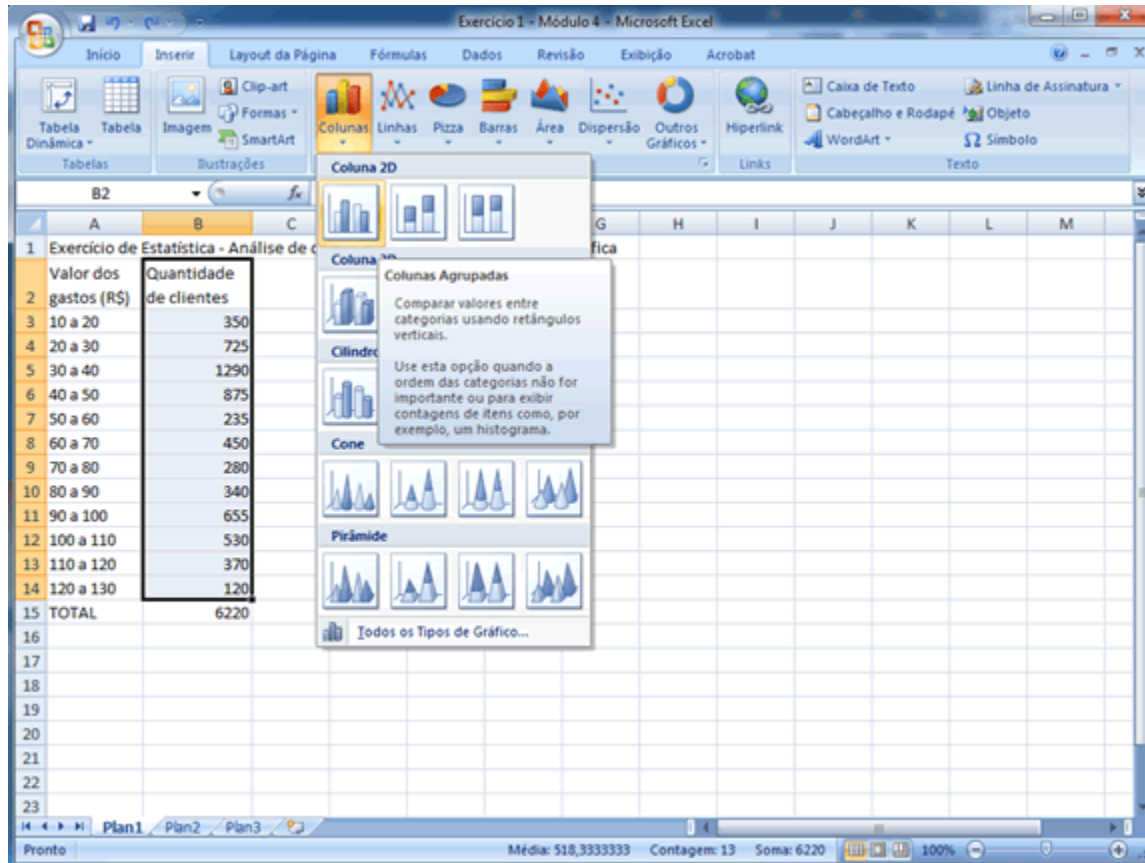 Exercício 1 - Módulo 4 - Microsoft Excel
Início Inserir Layout da Página Fórmulas Dados Revisão Exibição Acrobat
Tabela Dinâmica
Tabela
Tabelas
Imagem
Clip-art
Formas
SmartArt
Ilustrações
Colunas Linhas Pizza Barras Área Dispersão Outros Gráficos
Hiperlink
Links
Caixa de Texto
Cabeçalho e Rodapé
WordArt
Linha de Assinatura
Objeto
Símbolo
Texto
B2 fx
A B C G H I J K L M
1 Exercício de Estatística - Análise de
2 Valor dos gastos (R$) Quantidade de clientes
3 10 a 20 350
4 20 a 30 725
5 30 a 40 1290
6 40 a 50 875
7 50 a 60 235
8 60 a 70 450
9 70 a 80 280
10 80 a 90 340
11 90 a 100 655
12 100 a 110 530
13 110 a 120 370
14 120 a 130 120
15 TOTAL 6220
16
17
18
19
20
21
22
23
Coluna 2D
Coluna
Colunas Agrupadas
Comparar valores entre
categorias usando retângulos
verticais.
Use esta opção quando a
ordem das categorias não for
importante ou para exibir
contagens de itens como, por
exemplo, um histograma.
Cilindro
Cone
Pirâmide
Todos os Tipos de Gráfico...
Plan1 Plan2 Plan3
Pronto Média: 518,3333333 Contagem: 13 Soma: 6220 100%